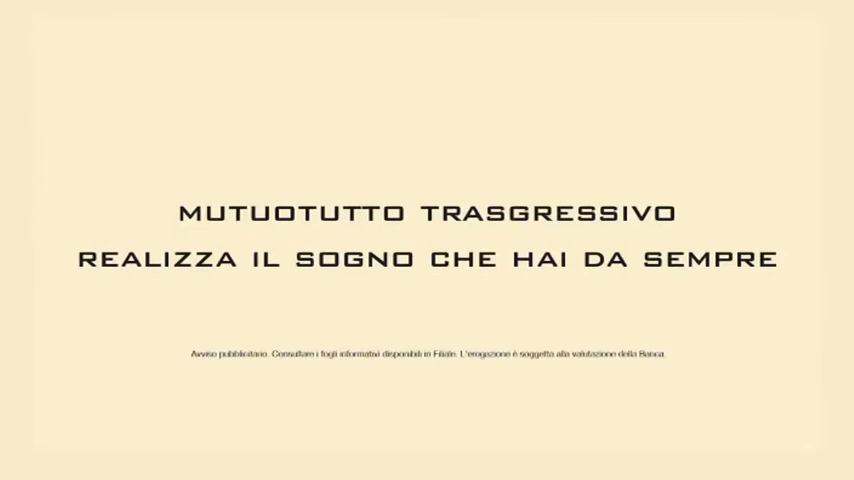 MUTUOTUTTO TRASGRESSIVO
REALIZZA IL SOGNO CHE HAI DA SEMPRE
Avviso pubblicitario. Consultare i fogli informativi disponibili in Filiale. L'erogazione è soggetta alla valutazione della Banca.